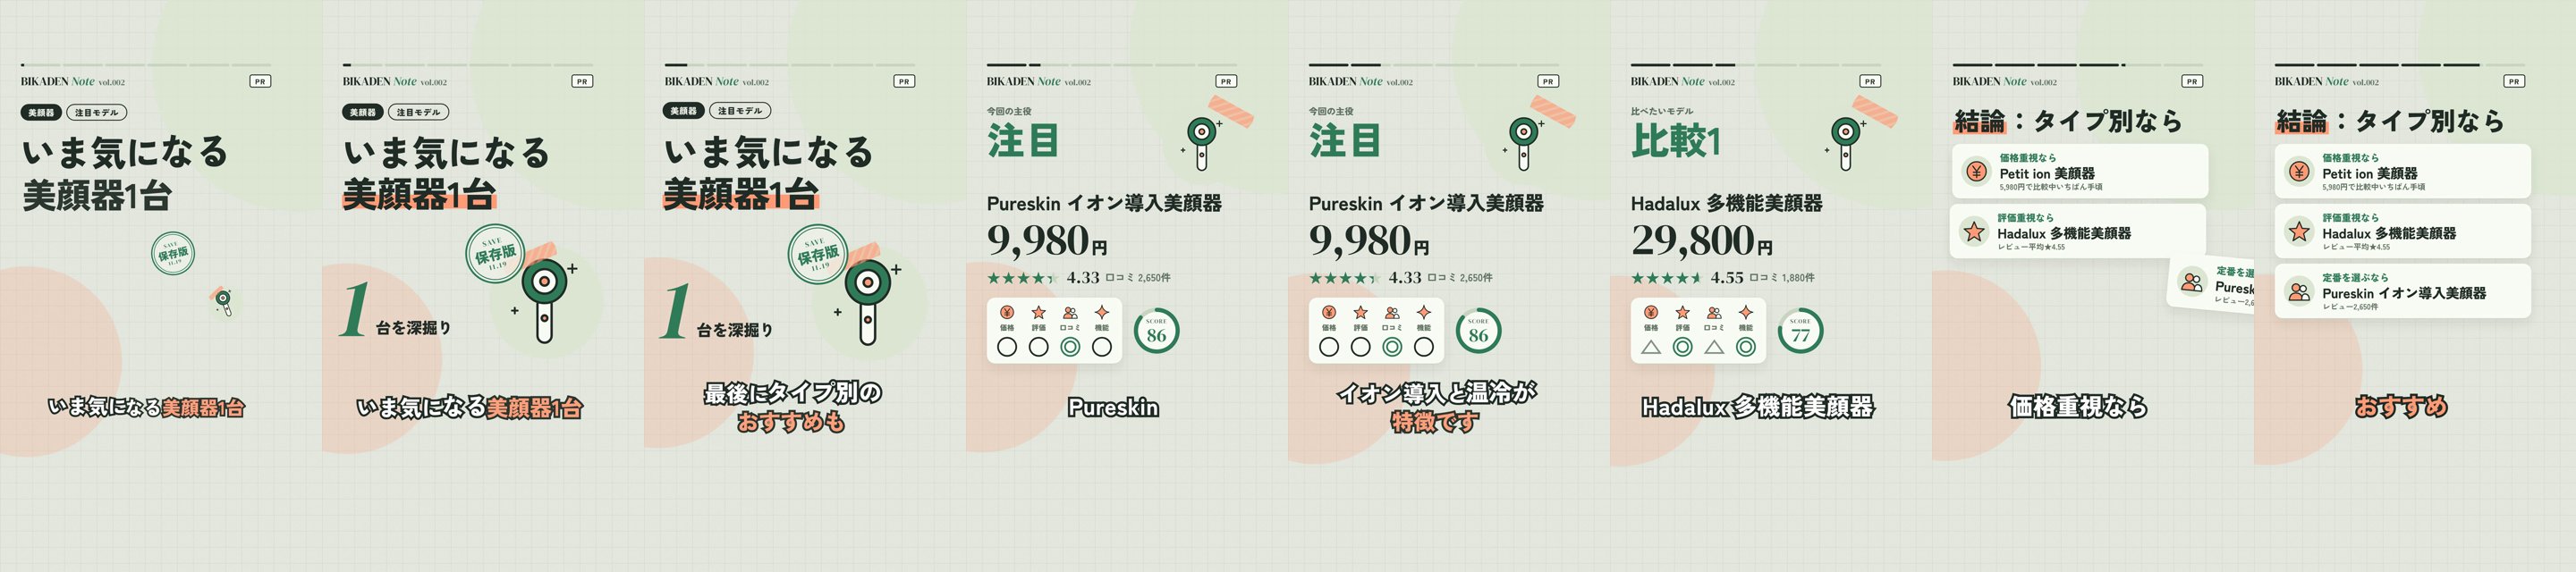 BIKADEN Note vol.002
PR
美顔器
注目モデル
いま気になる
美顔器1台
SAVE
保存版
11.19
いま気になる美顔器1台
BIKADEN Note vol.002
PR
美顔器
注目モデル
いま気になる
美顔器1台
SAVE
保存版
11.19
1台を深掘り
いま気になる美顔器1台
BIKADEN Note vol.002
PR
美顔器
注目モデル
いま気になる
美顔器1台
SAVE
保存版
11.19
1台を深掘り
最後にタイプ別の
おすすめも
BIKADEN Note vol.002
PR
今回の主役
注目
Pureskin イオン導入美顔器
9,980円
★★★★★ 4.33 口コミ 2,650件
¥
価格 評価 口コミ 機能
○ ○ ◎ ○
SCORE
86
Pureskin
BIKADEN Note vol.002
PR
今回の主役
注目
Pureskin イオン導入美顔器
9,980円
★★★★★ 4.33 口コミ 2,650件
¥
価格 評価 口コミ 機能
○ ○ ◎ ○
SCORE
86
イオン導入と温冷が
特徴です
BIKADEN Note vol.002
PR
比べたいモデル
比較1
Hadalux 多機能美顔器
29,800円
★★★★★ 4.55 口コミ 1,880件
¥
価格 評価 口コミ 機能
△ ◎ △ ◎
SCORE
77
Hadalux 多機能美顔器
BIKADEN Note vol.002
PR
結論：タイプ別なら
¥
価格重視なら
Petit ion 美顔器
5,980円で比較中いちばん手頃
評価重視なら
Hadalux 多機能美顔器
レビュー平均★4.55
定番を選
Puresk
レビュー2,6
価格重視なら
BIKADEN Note vol.002
PR
結論：タイプ別なら
¥
価格重視なら
Petit ion 美顔器
5,980円で比較中いちばん手頃
評価重視なら
Hadalux 多機能美顔器
レビュー平均★4.55
定番を選ぶなら
Pureskin イオン導入美顔器
レビュー2,650件
おすすめ